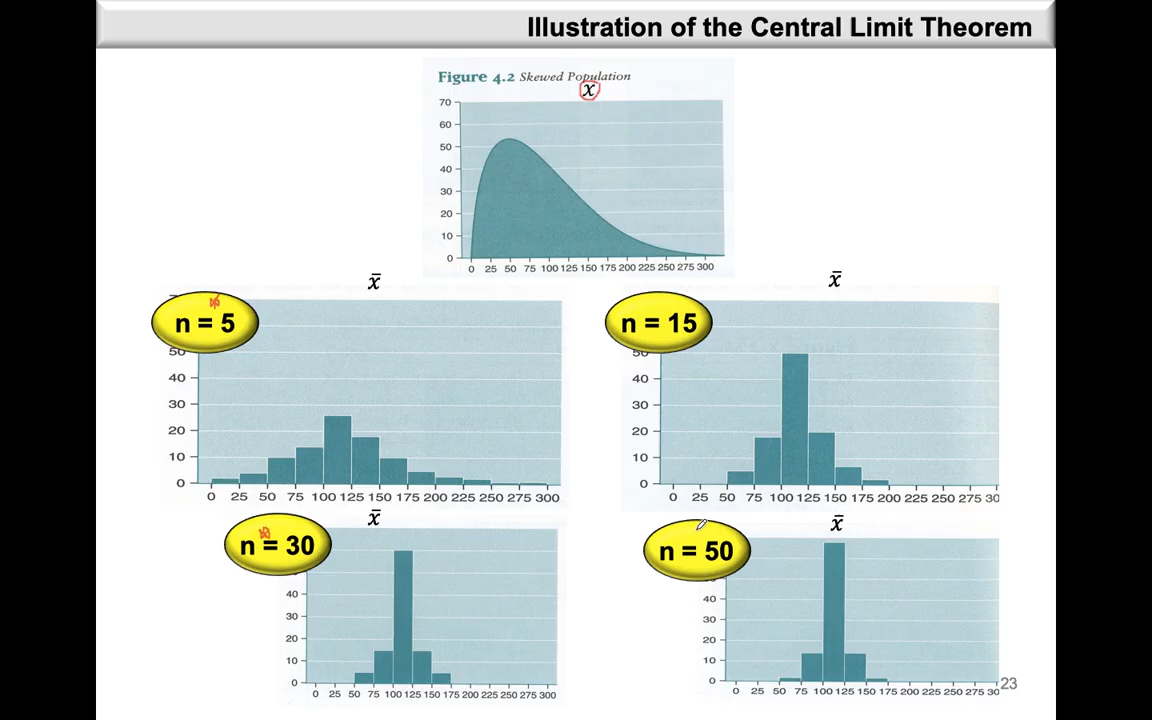 Illustration of the Central Limit Theorem
Figure 4.2 Skewed Population
x
70
60
50
40
30
20
10
0
0 25 50 75 100 125 150 175 200 225 250 275 300
x̄
n = 5
50
40
30
20
10
0
0 25 50 75 100 125 150 175 200 225 250 275 300
x̄
n = 15
50
40
30
20
10
0
0 25 50 75 100 125 150 175 200 225 250 275 30
x̄
n = 30
40
30
20
10
0
0 25 50 75 100 125 150 175 200 225 250 275 300
x̄
n = 50
40
30
20
10
0
0 25 50 75 100 125 150 175 200 225 250 275 30
23